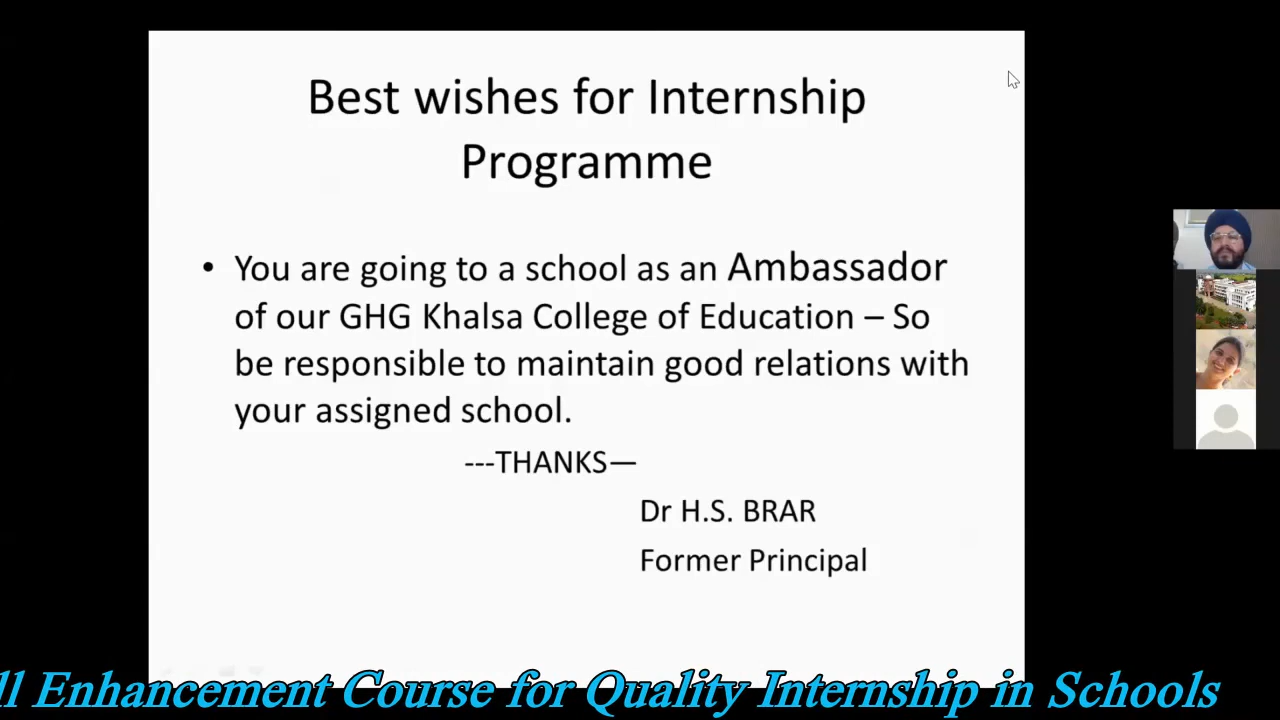 Best wishes for Internship
Programme
• You are going to a school as an Ambassador
of our GHG Khalsa College of Education – So
be responsible to maintain good relations with
your assigned school.
---THANKS—
Dr H.S. BRAR
Former Principal
ll Enhancement Course for Quality Internship in Schools